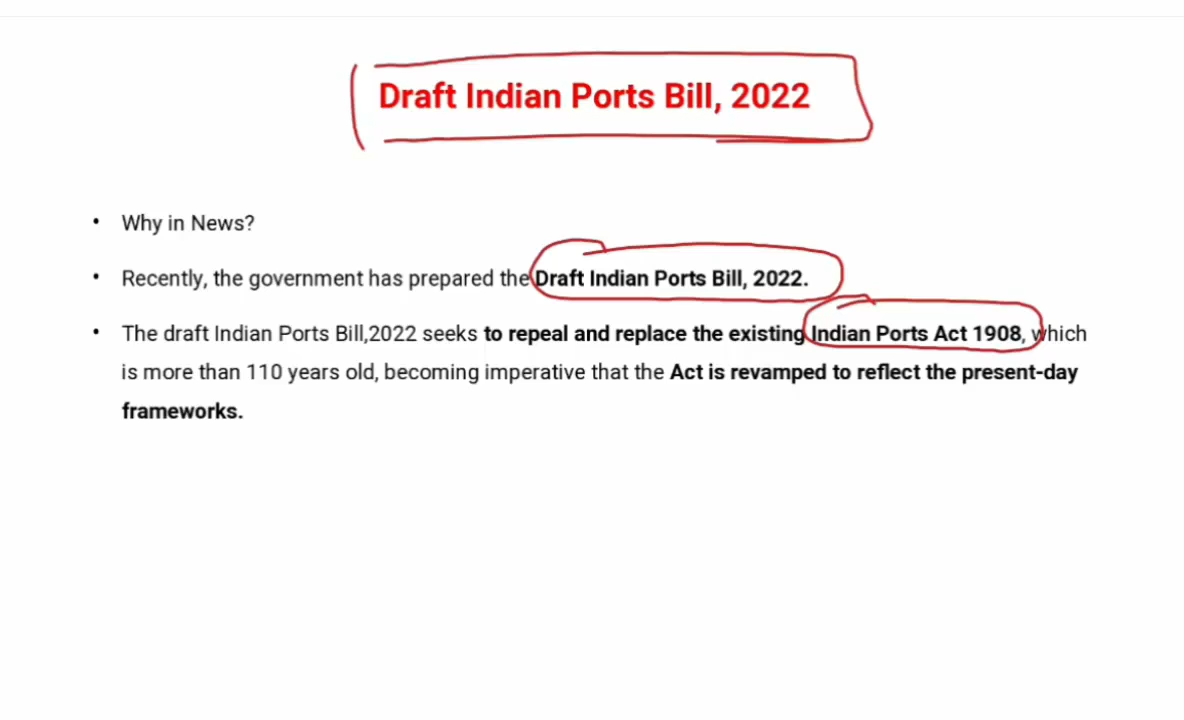 Draft Indian Ports Bill, 2022
• Why in News?
• Recently, the government has prepared the Draft Indian Ports Bill, 2022.
• The draft Indian Ports Bill,2022 seeks to repeal and replace the existing Indian Ports Act 1908, which
is more than 110 years old, becoming imperative that the Act is revamped to reflect the present-day
frameworks.